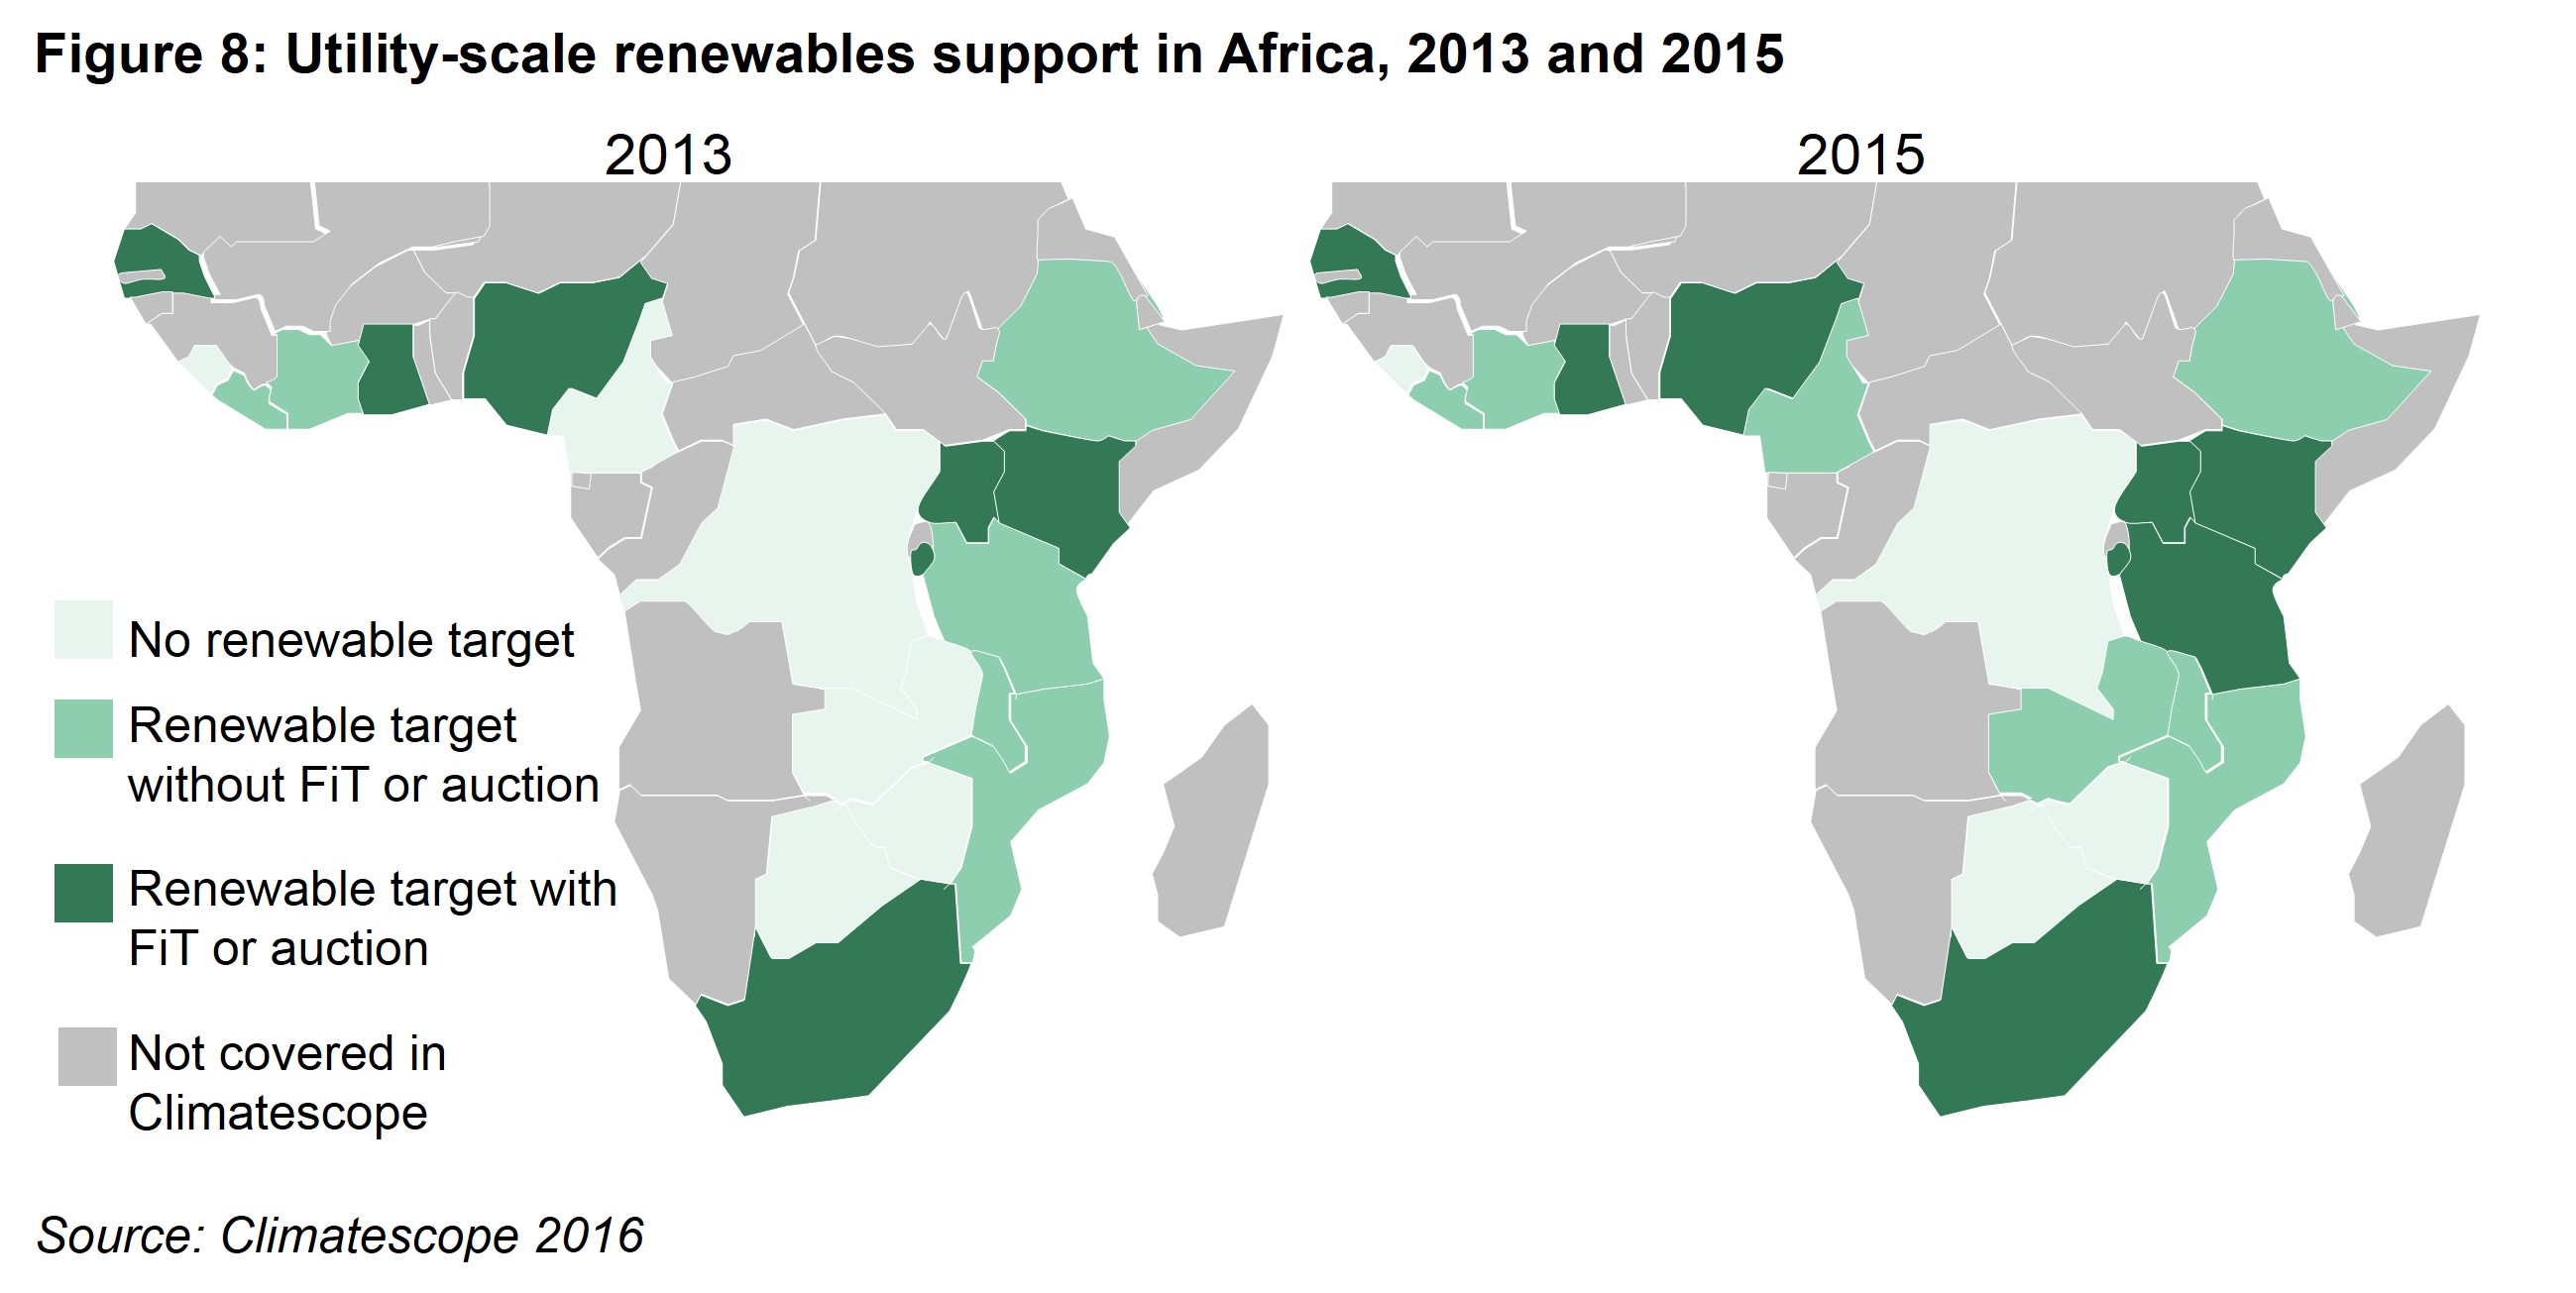 Figure 8: Utility-scale renewables support in Africa, 2013 and 2015
2013
2015
No renewable target
Renewable target
without FiT or auction
Renewable target with
FiT or auction
Not covered in
Climatescope
Source: Climatescope 2016